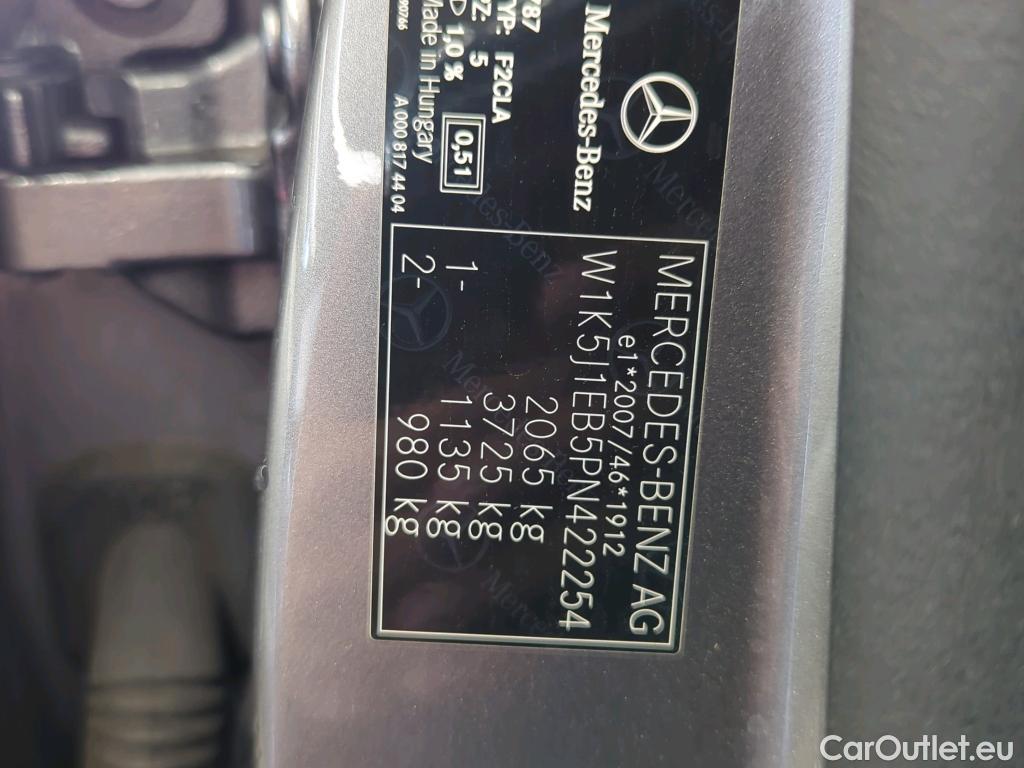 Mercedes-Benz
787
TYP: F2CLA
Z: 5
D 1,0 %
0,51
Made in Hungary
A 000 817 44 04
MERCEDES-BENZ AG
e1*2007/46*1912
W1K5J1EB5PN422254
2065 kg
3725 kg
1- 1135 kg
2- 980 kg
CarOutlet.eu